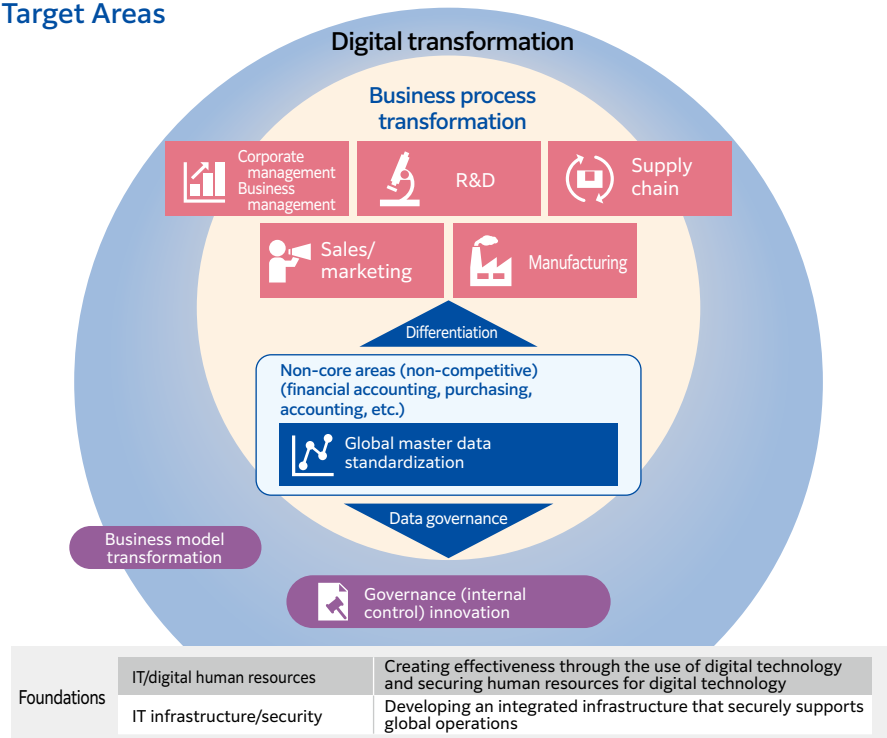 Target Areas
Digital transformation
Business process
transformation
Corporate
management
Business
management
R&D
Supply
chain
Sales/
marketing
Manufacturing
Differentiation
Non-core areas (non-competitive)
(financial accounting, purchasing,
accounting, etc.)
Global master data
standardization
Data governance
Business model
transformation
Governance (internal
control) innovation
Foundations
IT/digital human resources
Creating effectiveness through the use of digital technology
and securing human resources for digital technology
IT infrastructure/security
Developing an integrated infrastructure that securely supports
global operations